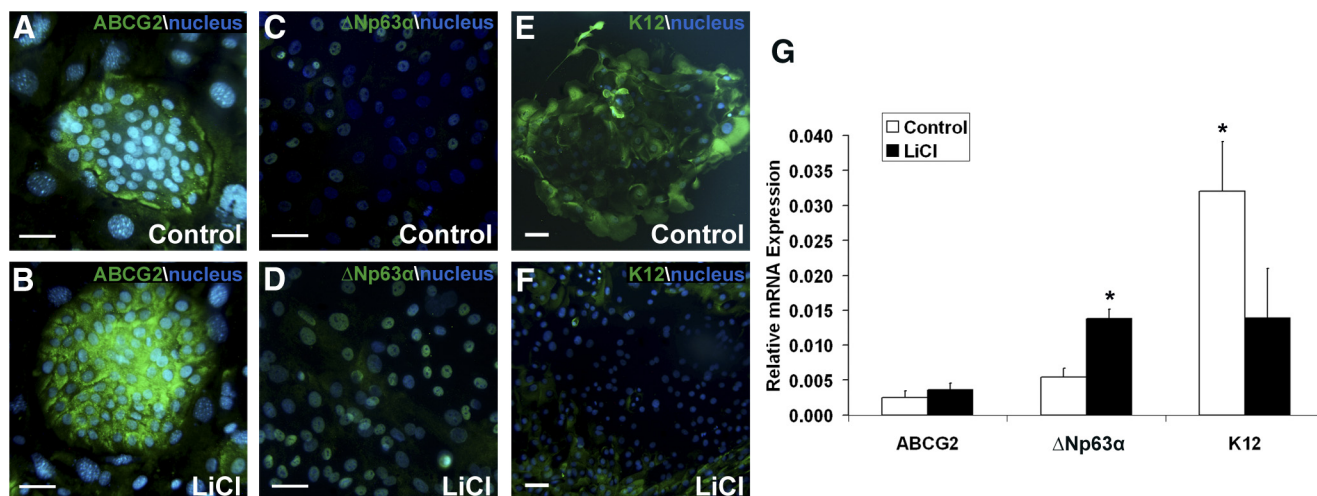 A
ABCG2\nucleus
Control
B
ABCG2\nucleus
LiCl
C
ΔNp63α\nucleus
Control
D
ΔNp63α\nucleus
LiCl
E
K12\nucleus
Control
F
K12\nucleus
LiCl
G
Control
LiCl
Relative mRNA Expression
0.040
0.035
0.030
0.025
0.020
0.015
0.010
0.005
0.000
*
*
ABCG2
ΔNp63α
K12